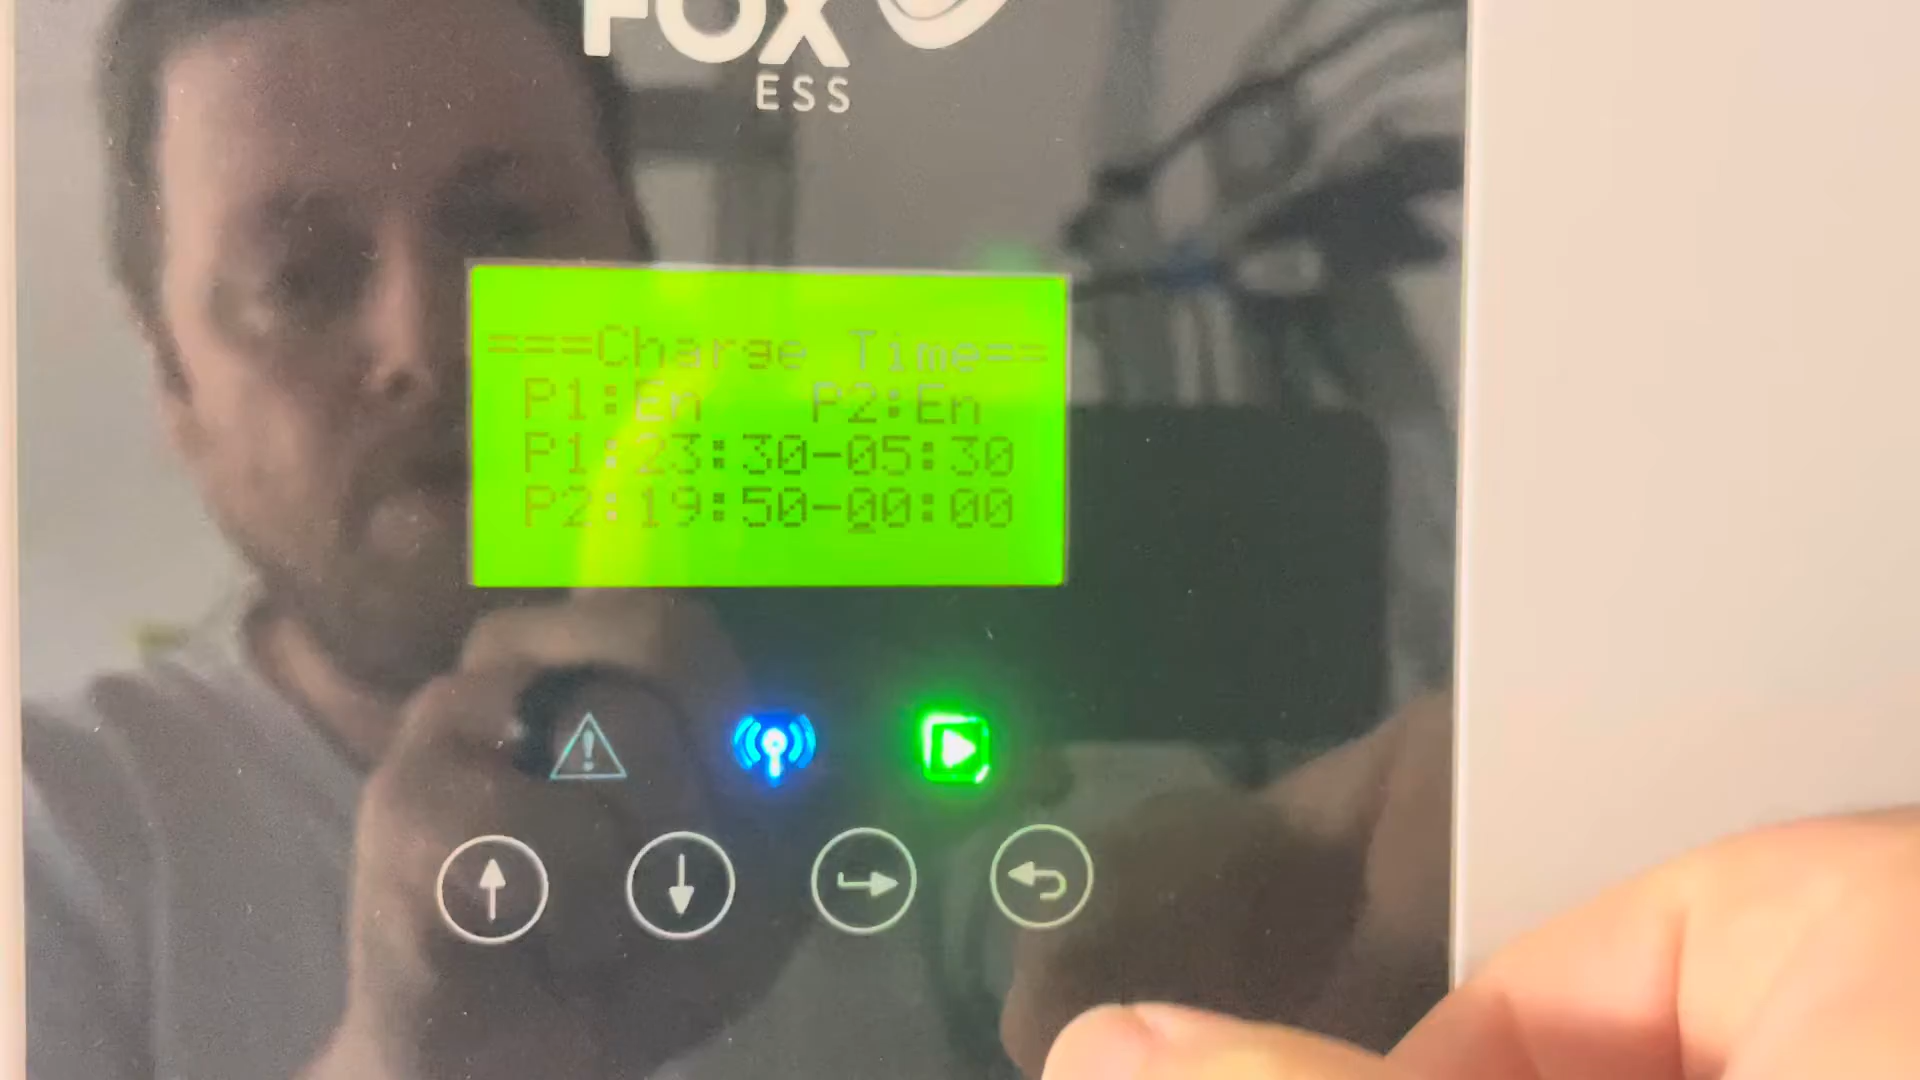 FOX
ESS
===Charge Time==
P1:En P2:En
P1:23:30-05:30
P2:19:50-00:00